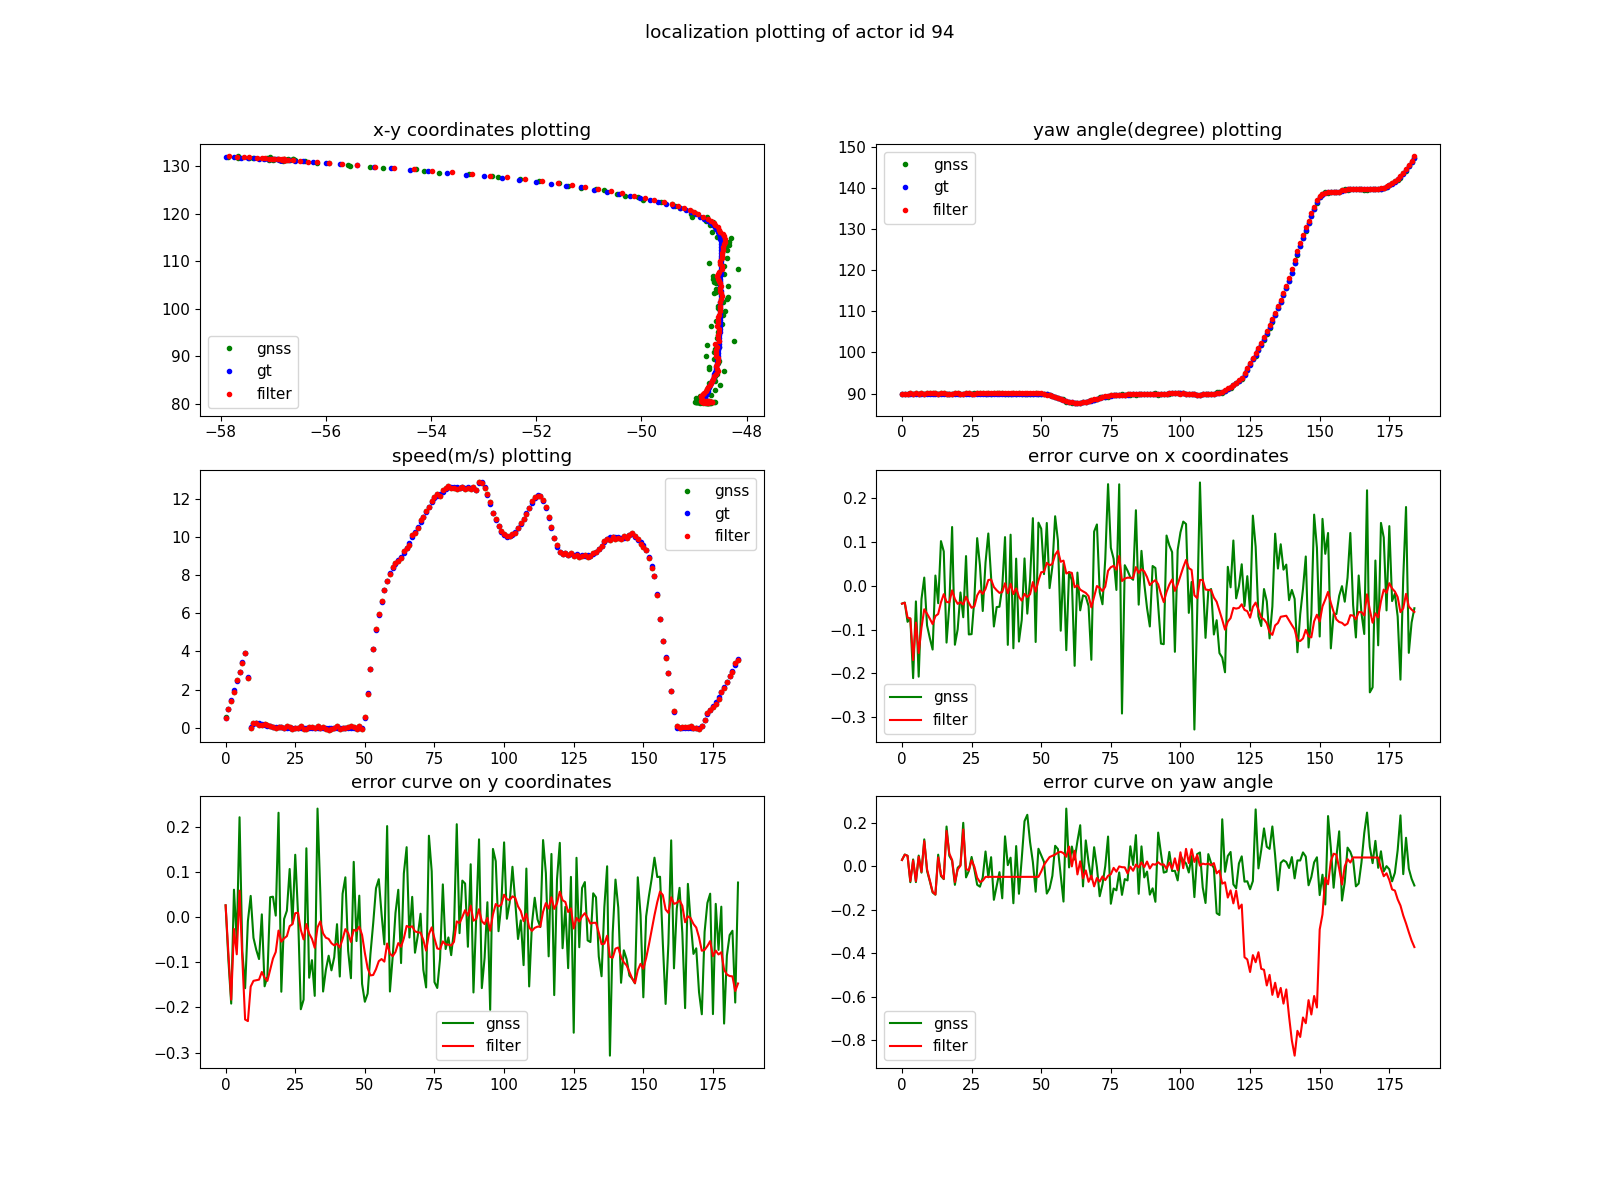 localization plotting of actor id 94
x-y coordinates plotting
130
120
110
100
90
80
gnss
gt
filter
−58 −56 −54 −52 −50 −48
yaw angle(degree) plotting
150
140
130
120
110
100
90
gnss
gt
filter
0 25 50 75 100 125 150 175
speed(m/s) plotting
12
10
8
6
4
2
0
gnss
gt
filter
0 25 50 75 100 125 150 175
error curve on x coordinates
0.2
0.1
0.0
−0.1
−0.2
−0.3
gnss
filter
0 25 50 75 100 125 150 175
error curve on y coordinates
0.2
0.1
0.0
−0.1
−0.2
−0.3
gnss
filter
0 25 50 75 100 125 150 175
error curve on yaw angle
0.2
0.0
−0.2
−0.4
−0.6
−0.8
gnss
filter
0 25 50 75 100 125 150 175